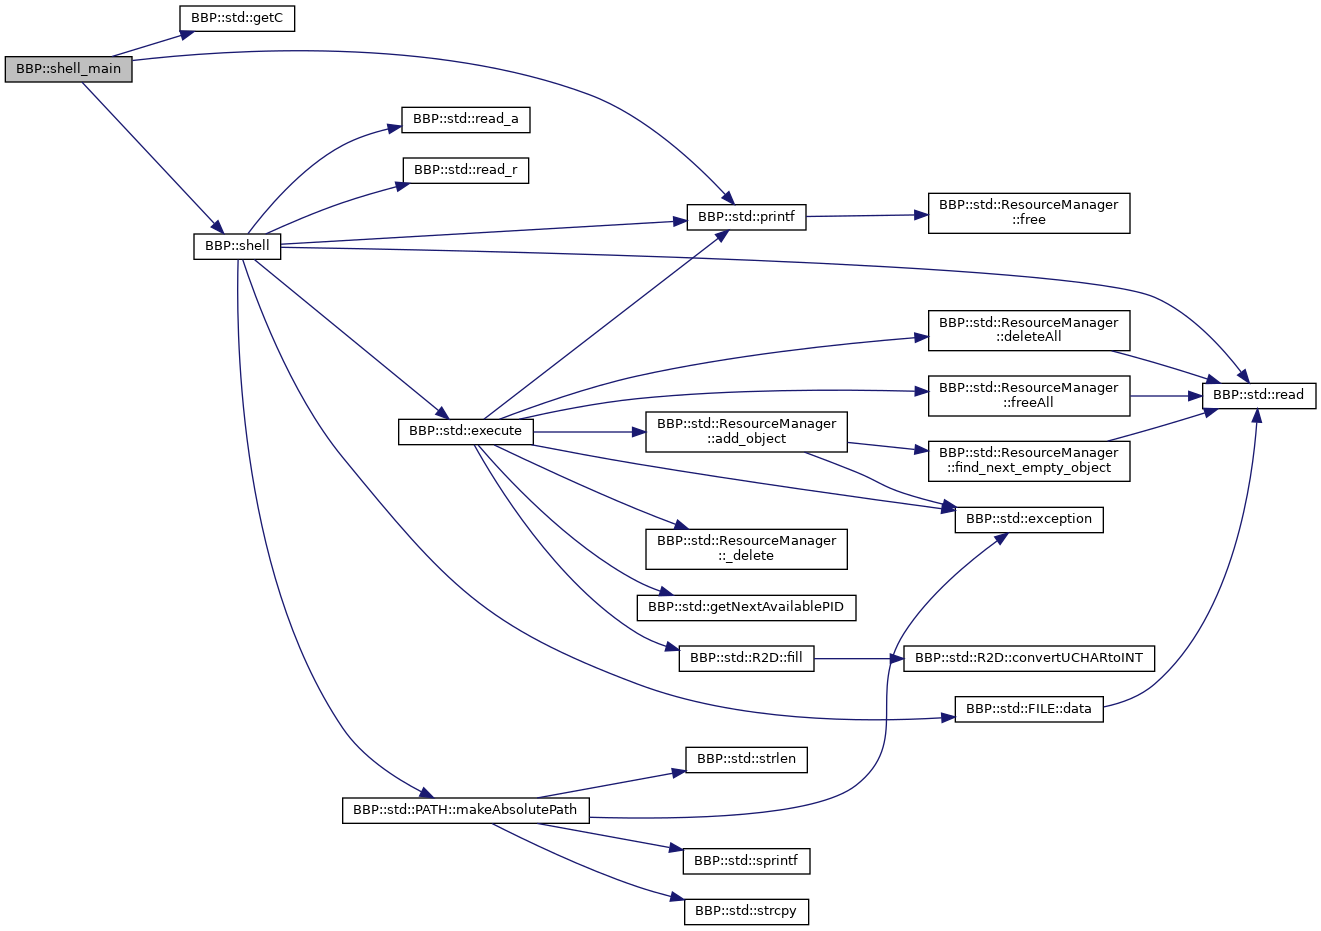 BBP::std::getC
BBP::shell_main
BBP::std::read_a
BBP::std::read_r
BBP::std::printf
BBP::std::ResourceManager
::free
BBP::shell
BBP::std::ResourceManager
::deleteAll
BBP::std::ResourceManager
::freeAll
BBP::std::read
BBP::std::execute
BBP::std::ResourceManager
::add_object
BBP::std::ResourceManager
::find_next_empty_object
BBP::std::exception
BBP::std::ResourceManager
::_delete
BBP::std::getNextAvailablePID
BBP::std::R2D::fill
BBP::std::R2D::convertUCHARtoINT
BBP::std::FILE::data
BBP::std::strlen
BBP::std::PATH::makeAbsolutePath
BBP::std::sprintf
BBP::std::strcpy